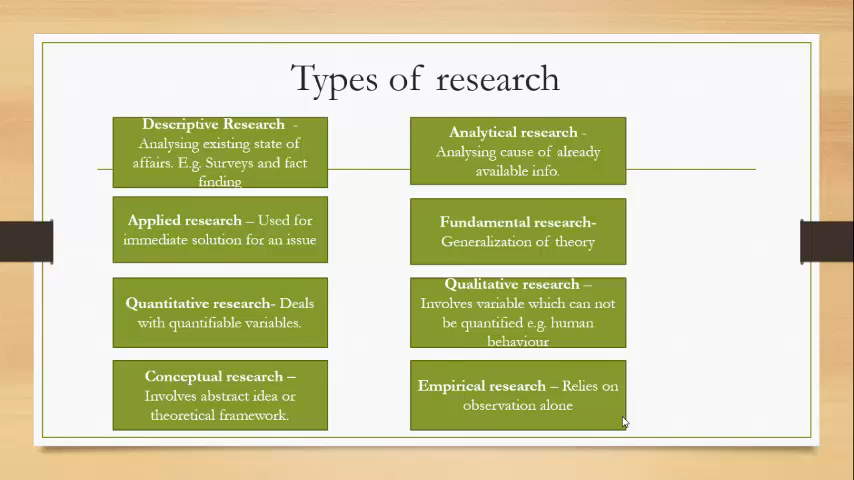 Types of research
Descriptive Research -
Analysing existing state of
affairs. E.g. Surveys and fact
finding
Analytical research -
Analysing cause of already
available info.
Applied research – Used for
immediate solution for an issue
Fundamental research-
Generalization of theory
Quantitative research- Deals
with quantifiable variables.
Qualitative research –
Involves variable which can not
be quantified e.g. human
behaviour
Conceptual research –
Involves abstract idea or
theoretical framework.
Empirical research – Relies on
observation alone